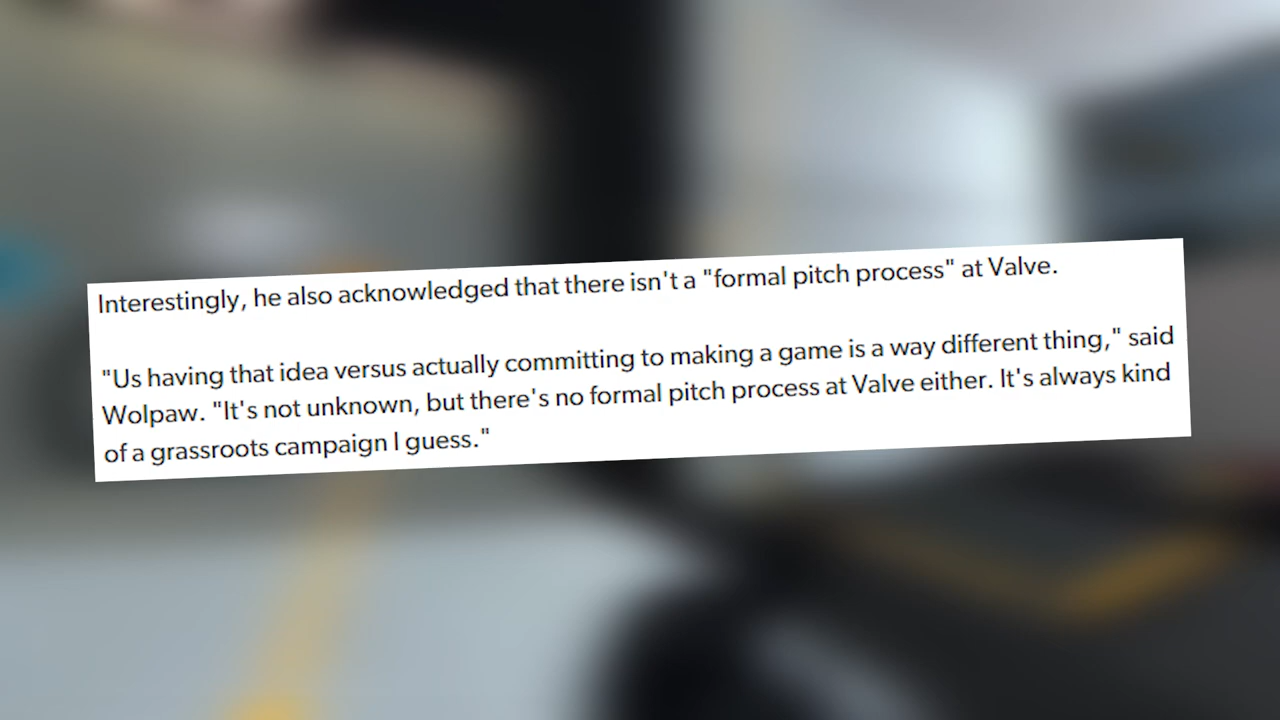 Interestingly, he also acknowledged that there isn't a "formal pitch process" at Valve.
"Us having that idea versus actually committing to making a game is a way different thing," said
Wolpaw. "It's not unknown, but there's no formal pitch process at Valve either. It's always kind
of a grassroots campaign I guess."